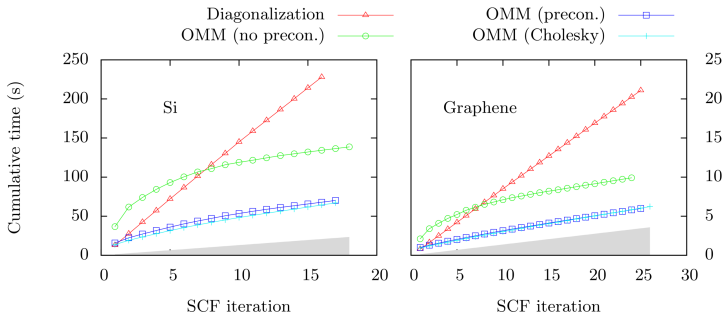 Diagonalization
OMM (no precon.)
OMM (precon.)
OMM (Cholesky)
Cumulative time (s)
250
200
150
100
50
0
Si
0 5 10 15 20
SCF iteration
Graphene
25
20
15
10
5
0
0 5 10 15 20 25 30
SCF iteration